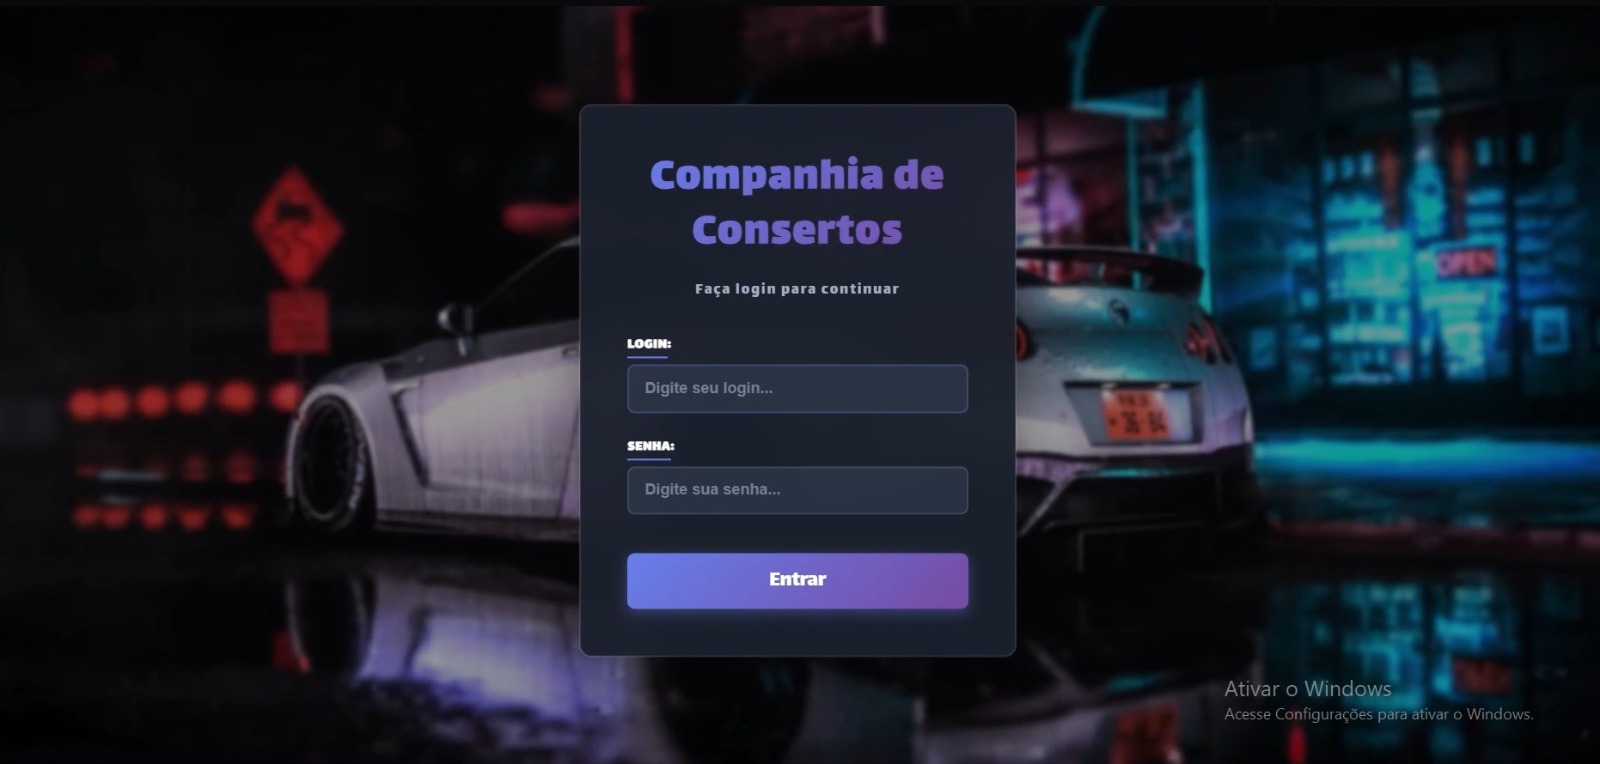 Companhia de
Consertos
Faça login para continuar
LOGIN:
Digite seu login...
SENHA:
Digite sua senha...
Entrar
OPEN
Ativar o Windows
Acesse Configurações para ativar o Windows.